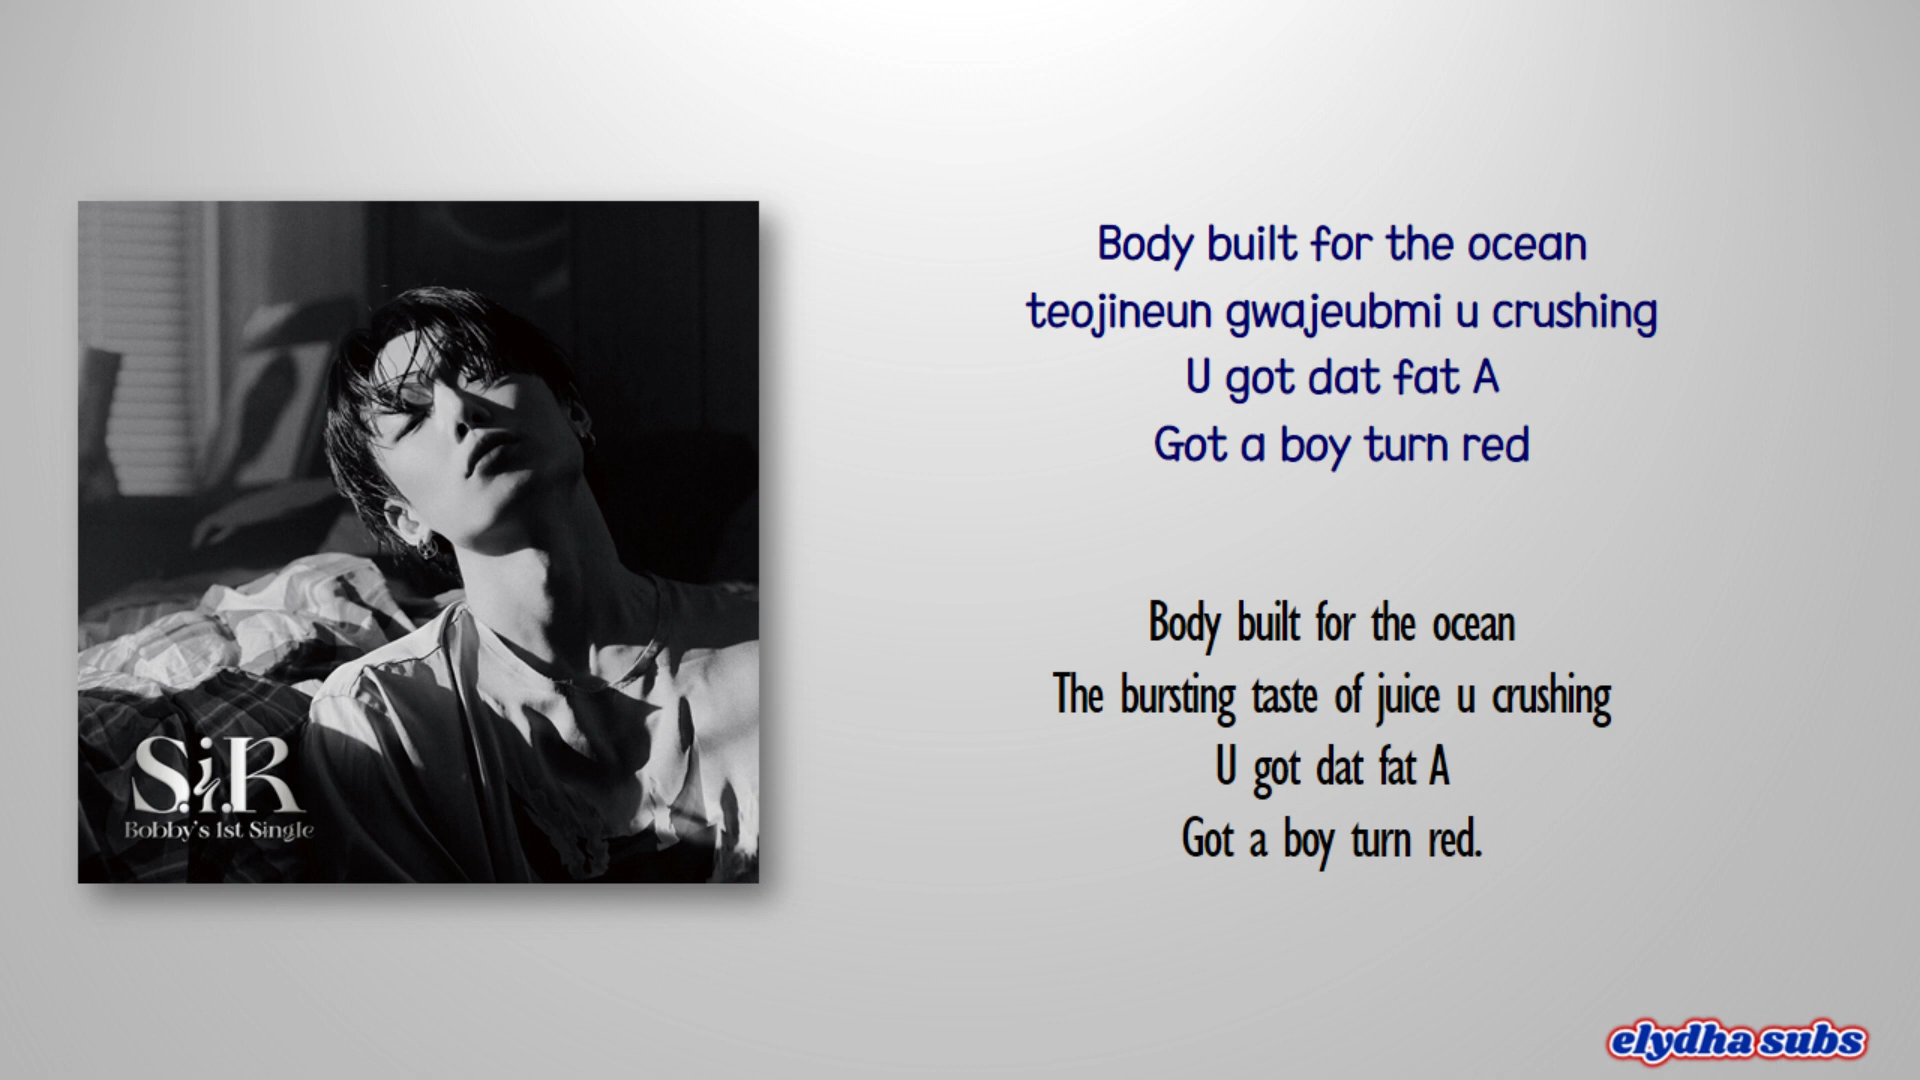 Body built for the ocean
teojineun gwajeubmi u crushing
U got dat fat A
Got a boy turn red
Body built for the ocean
The bursting taste of juice u crushing
U got dat fat A
Got a boy turn red.
S.i.R
Bobby's 1st Single
elydha subs